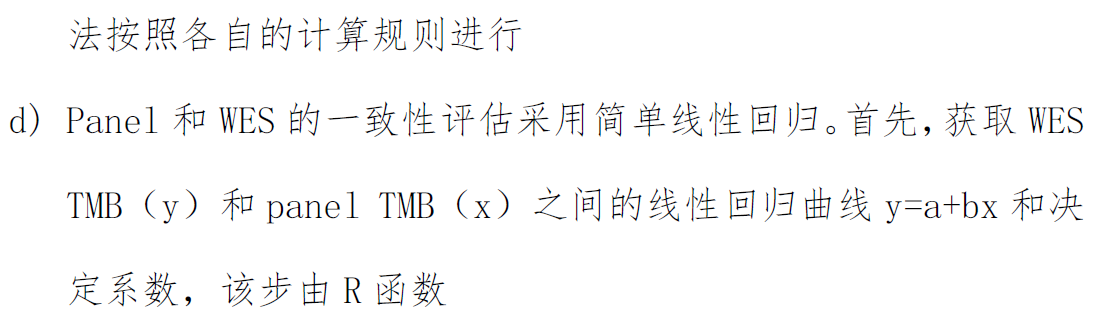 法按照各自的计算规则进行
d) Panel 和 WES 的一致性评估采用简单线性回归。首先,获取 WES
TMB（y）和 panel TMB（x）之间的线性回归曲线 y=a+bx 和决
定系数，该步由 R 函数